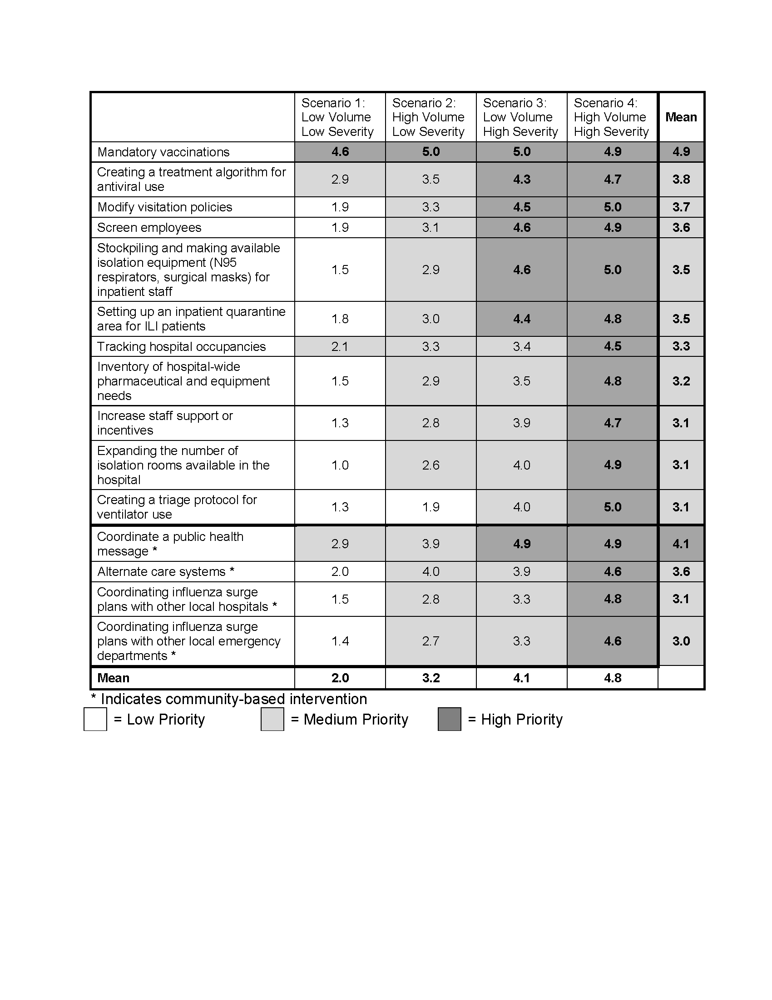 Scenario 1: Low Volume Low Severity Scenario 2: High Volume Low Severity Scenario 3: Low Volume High Severity Scenario 4: High Volume High Severity Mean
Mandatory vaccinations 4.6 5.0 5.0 4.9 4.9
Creating a treatment algorithm for
antiviral use 2.9 3.5 4.3 4.7 3.8
Modify visitation policies 1.9 3.3 4.5 5.0 3.7
Screen employees 1.9 3.1 4.6 4.9 3.6
Stockpiling and making available
isolation equipment (N95
respirators, surgical masks) for
inpatient staff 1.5 2.9 4.6 5.0 3.5
Setting up an inpatient quarantine
area for ILI patients 1.8 3.0 4.4 4.8 3.5
Tracking hospital occupancies 2.1 3.3 3.4 4.5 3.3
Inventory of hospital-wide
pharmaceutical and equipment
needs 1.5 2.9 3.5 4.8 3.2
Increase staff support or
incentives 1.3 2.8 3.9 4.7 3.1
Expanding the number of
isolation rooms available in the
hospital 1.0 2.6 4.0 4.9 3.1
Creating a triage protocol for
ventilator use 1.3 1.9 4.0 5.0 3.1
Coordinate a public health
message * 2.9 3.9 4.9 4.9 4.1
Alternate care systems * 2.0 4.0 3.9 4.6 3.6
Coordinating influenza surge
plans with other local hospitals * 1.5 2.8 3.3 4.8 3.1
Coordinating influenza surge
plans with other local emergency
departments * 1.4 2.7 3.3 4.6 3.0
Mean 2.0 3.2 4.1 4.8
* Indicates community-based intervention
= Low Priority = Medium Priority = High Priority